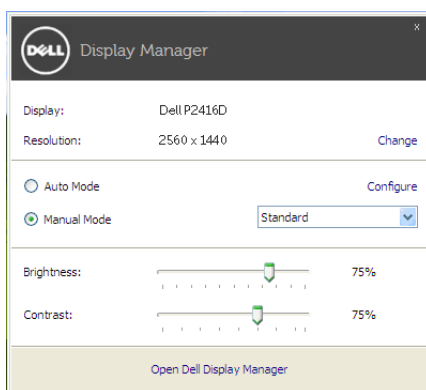 x
DELL Display Manager
Display: Dell P2416D
Resolution: 2560 x 1440 Change
Auto Mode Configure
Manual Mode Standard
Brightness: 75%
Contrast: 75%
Open Dell Display Manager